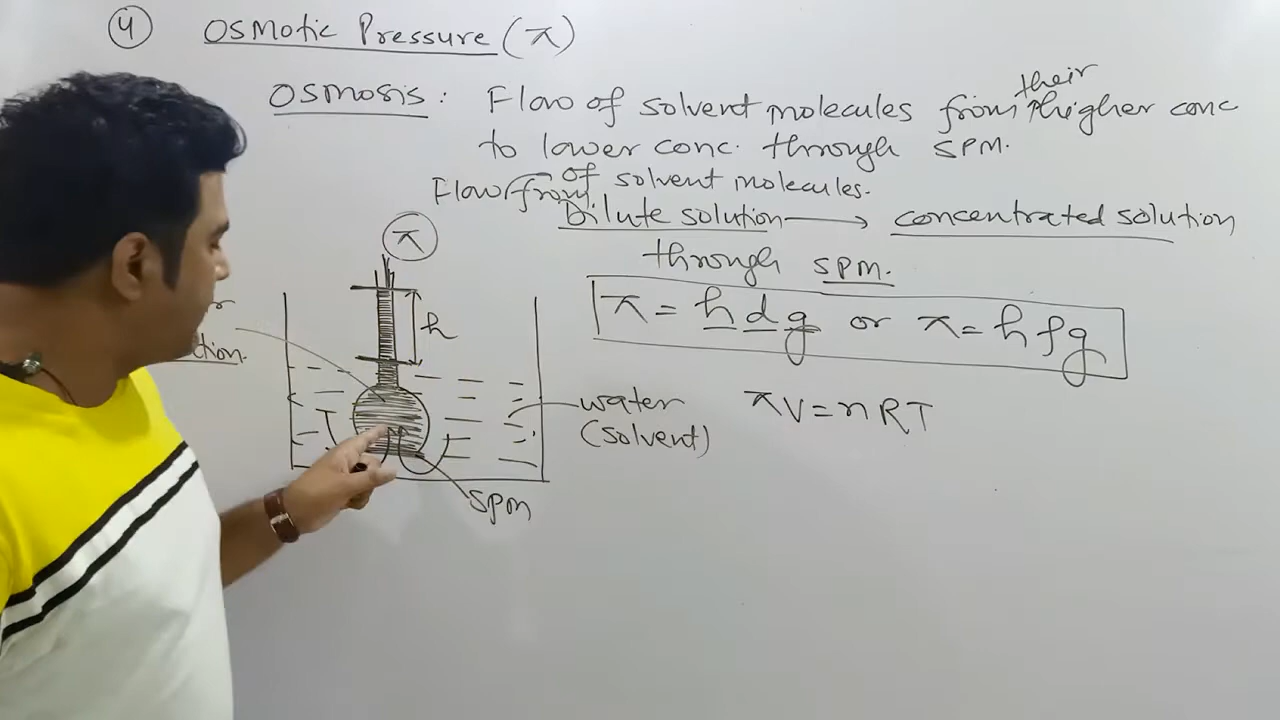 4 Osmotic Pressure (π)
Osmosis: Flow of solvent molecules from their higher conc
to lower conc. through SPM.
Flow of solvent molecules.
from Dilute solution → concentrated solution
through SPM.
π
π = hdg or π = hρg
h
water
(solvent)
πV = nRT
SPM